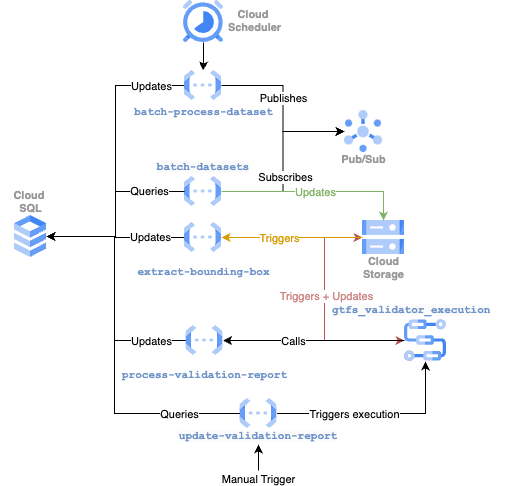 Cloud
Scheduler
Updates
Publishes
batch-process-dataset
Pub/Sub
batch-datasets
Subscribes
Queries
Updates
Cloud
SQL
Updates
Triggers
Cloud
Storage
extract-bounding-box
Triggers + Updates
gtfs_validator_execution
Updates
Calls
process-validation-report
Queries
Triggers execution
update-validation-report
Manual Trigger